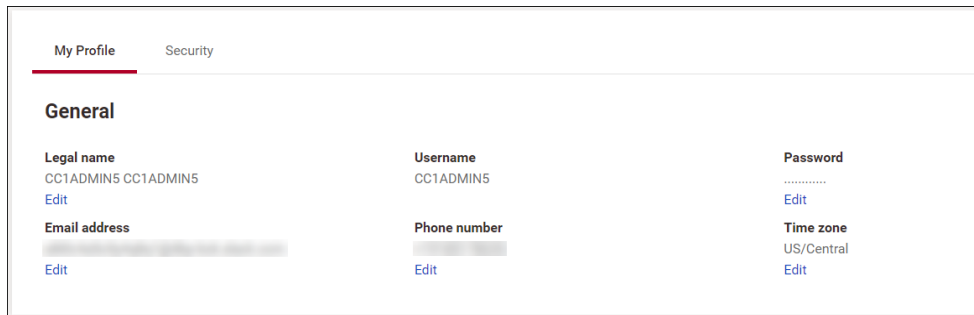 My Profile
Security
General
Legal name
CC1ADMIN5 CC1ADMIN5
Edit
Username
CC1ADMIN5
Password
............
Edit
Email address
Edit
Phone number
Edit
Time zone
US/Central
Edit